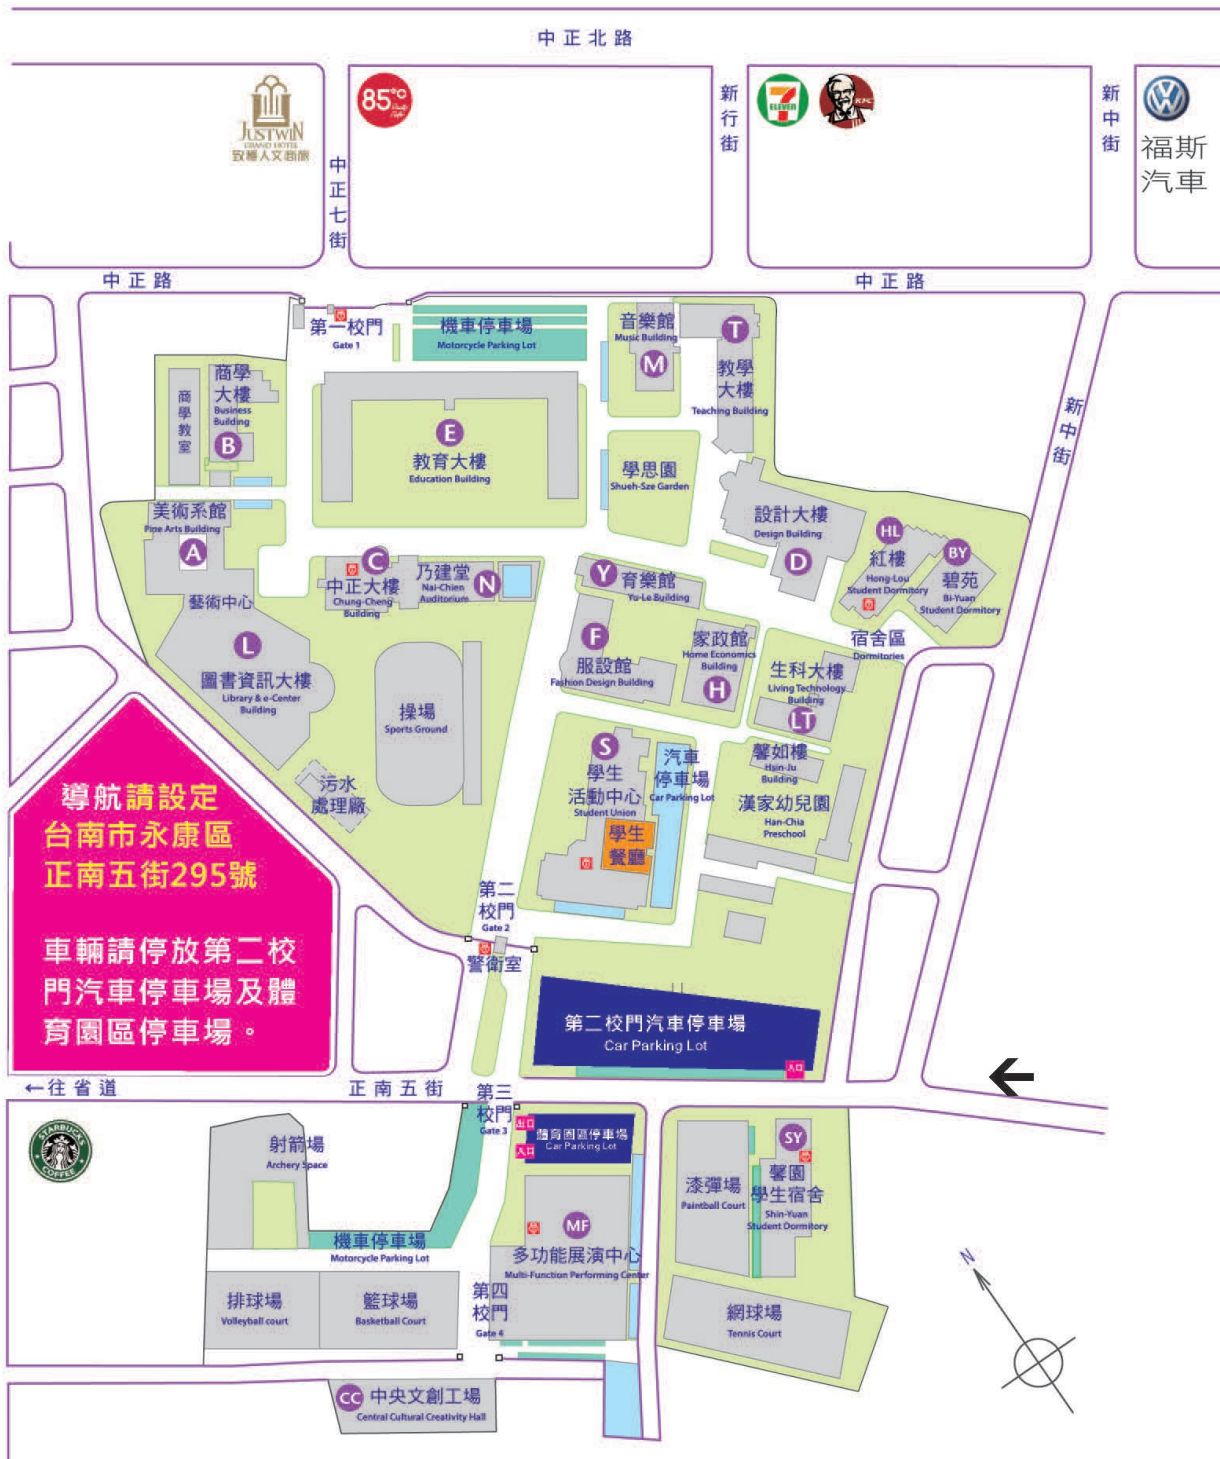 中正北路
JUSTWIN
GRAND HOTEL
致穩人文商旅
中正七街
85°C
新行街
7
ELEVEN
KFC
新中街
福斯
汽車
中正路
中正路
第一校門
Gate 1
機車停車場
Motorcycle Parking Lot
音樂館
Music Building
M
T
教學
大樓
Teaching Building
商學
大樓
Business
Building
B
商學教室
E
教育大樓
Education Building
學思園
Shueh-Sze Garden
新中街
美術系館
Fine Arts Building
A
藝術中心
設計大樓
Design Building
D
HL
紅樓
Hong-Lou
Student Dormitory
BY
碧苑
Bi-Yuan
Student Dormitory
C
中正大樓
Chung-Cheng
Building
乃建堂
Nai-Chien
Auditorium
N
Y
育樂館
Yu-Le Building
宿舍區
Dormitories
L
圖書資訊大樓
Library & e-Center
Building
F
服設館
Fashion Design Building
家政館
Home Economics
Building
H
生科大樓
Living Technology
Building
LT
操場
Sports Ground
污水
處理廠
S
學生
活動中心
Student Union
學生
餐廳
汽車
停車場
Car Parking Lot
馨如樓
Hsin-Ju
Building
漢家幼兒園
Han-Chia
Preschool
導航請設定
台南市永康區
正南五街295號
車輛請停放第二校
門汽車停車場及體
育園區停車場。
第二
校門
Gate 2
警衛室
第二校門汽車停車場
Car Parking Lot
入口
←往省道
正南五街
第三
校門
Gate 3
出口
入口
體育園區停車場
Car Parking Lot
STARBUCKS
COFFEE
射箭場
Archery Space
機車停車場
Motorcycle Parking Lot
漆彈場
Paintball Court
SY
馨園
學生宿舍
Shin-Yuan
Student Dormitory
MF
多功能展演中心
Multi-Function Performing Center
排球場
Volleyball court
籃球場
Basketball Court
第四
校門
Gate 4
網球場
Tennis Court
N
CC
中央文創工場
Central Cultural Creativity Hall